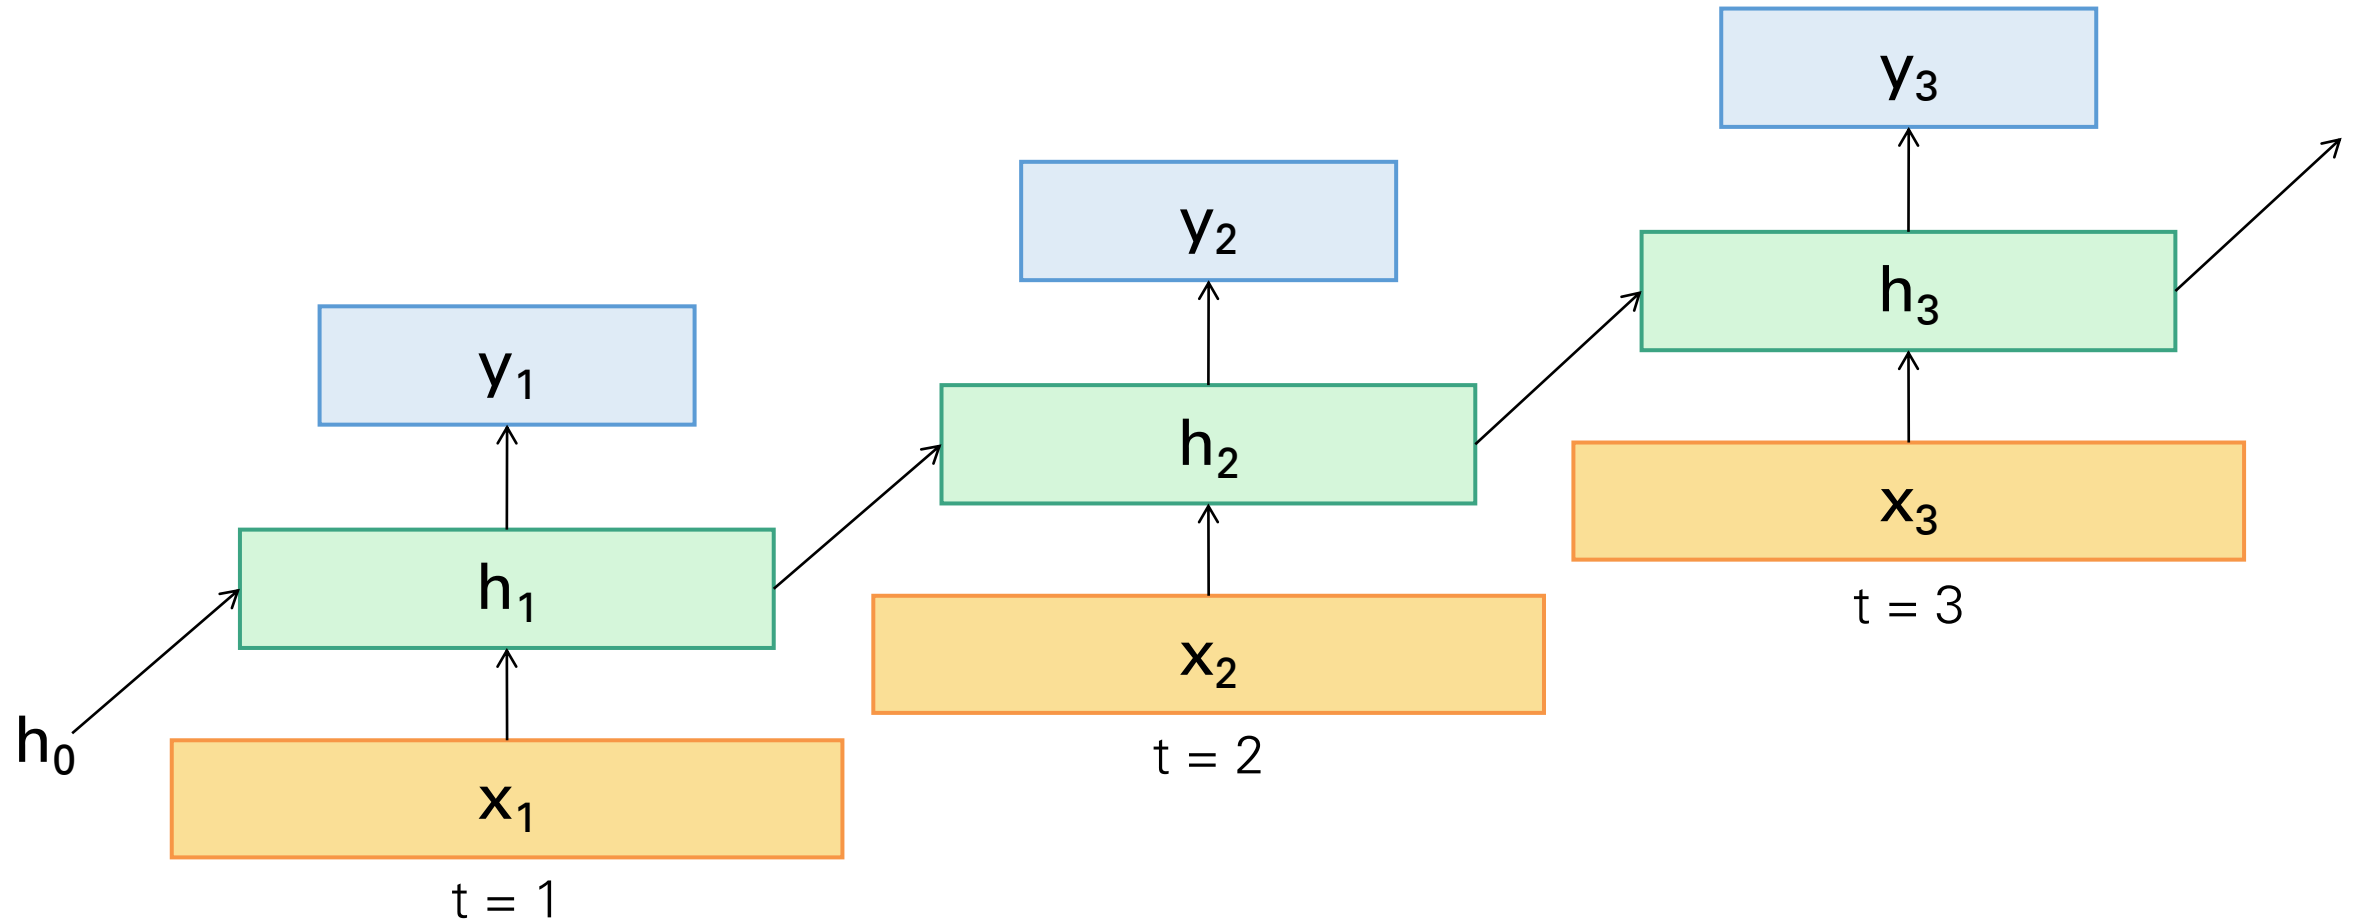 y₃
y₂
h₃
y₁
h₂
x₃
t = 3
h₁
x₂
h₀
t = 2
x₁
t = 1